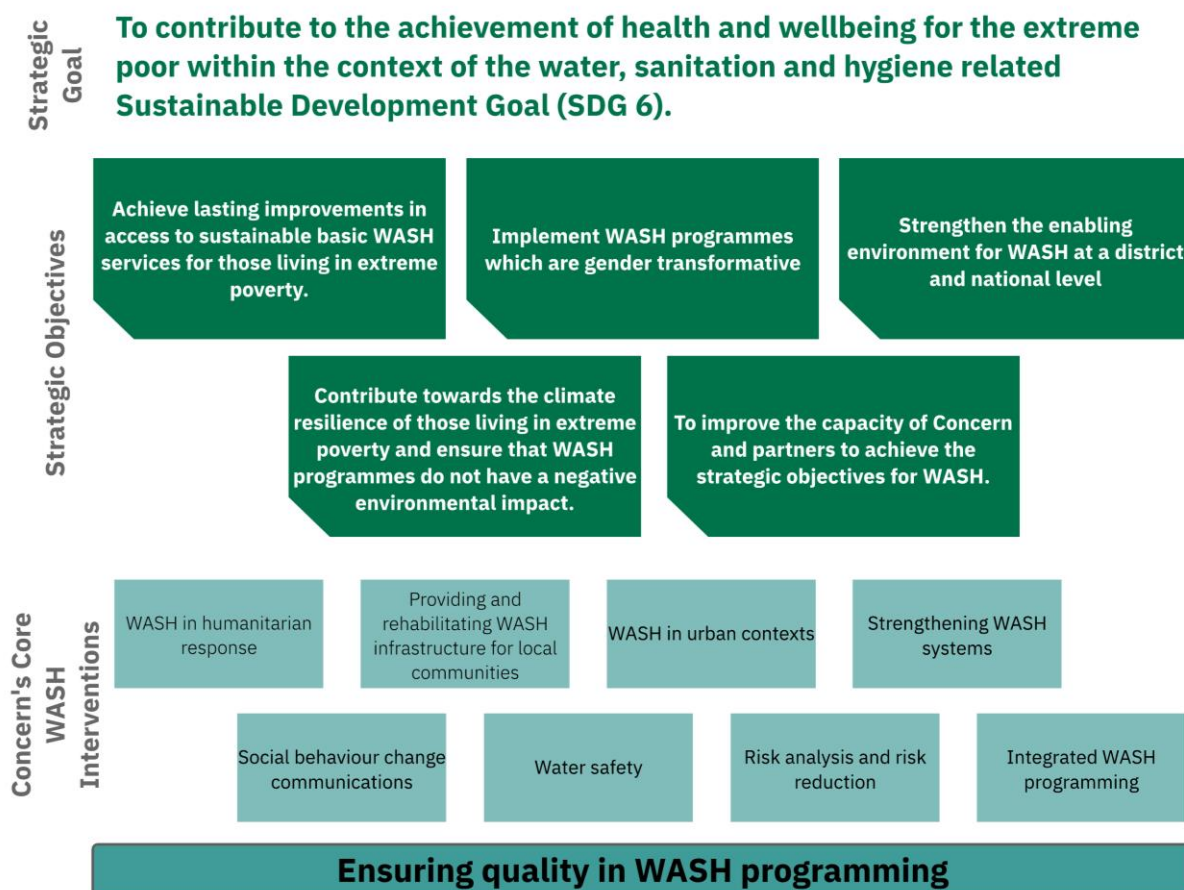 Strategic
Goal
To contribute to the achievement of health and wellbeing for the extreme
poor within the context of the water, sanitation and hygiene related
Sustainable Development Goal (SDG 6).
Strategic Objectives
Achieve lasting improvements in
access to sustainable basic WASH
services for those living in extreme
poverty.
Implement WASH programmes
which are gender transformative
Strengthen the enabling
environment for WASH at a district
and national level
Contribute towards the climate
resilience of those living in extreme
poverty and ensure that WASH
programmes do not have a negative
environmental impact.
To improve the capacity of Concern
and partners to achieve the
strategic objectives for WASH.
Concern's Core
WASH
Interventions
WASH in humanitarian
response
Providing and
rehabilitating WASH
infrastructure for local
communities
WASH in urban contexts
Strengthening WASH
systems
Social behaviour change
communications
Water safety
Risk analysis and risk
reduction
Integrated WASH
programming
Ensuring quality in WASH programming